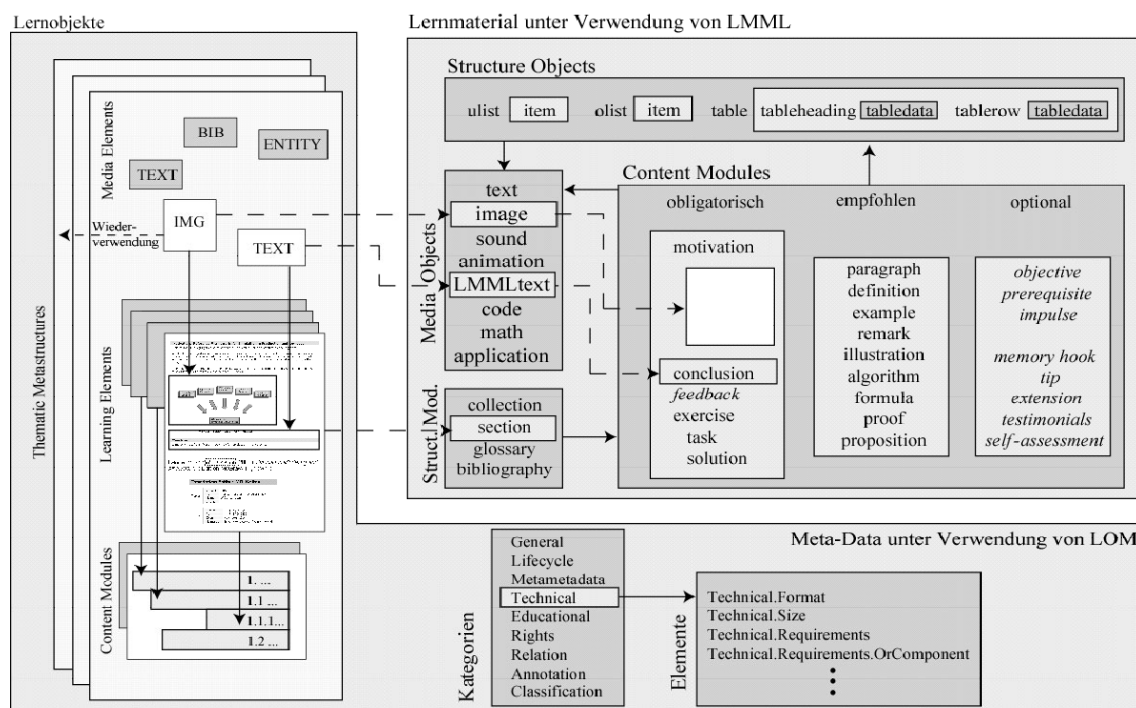 Lernobjekte
Thematic Metastructures
Media Elements
BIB
ENTITY
TEXT
IMG
Wieder-
verwendung
TEXT
Learning Elements
Content Modules
1. ...
1.1 ...
1.1.1...
1.2 ...
Lernmaterial unter Verwendung von LMML
Structure Objects
ulist item olist item table tableheading tabledata tablerow tabledata
Media Objects
text
image
sound
animation
LMMLtext
code
math
application
Struct. Mod.
collection
section
glossary
bibliography
Content Modules
obligatorisch
motivation
conclusion
feedback
exercise
task
solution
empfohlen
paragraph
definition
example
remark
illustration
algorithm
formula
proof
proposition
optional
objective
prerequisite
impulse
memory hook
tip
extension
testimonials
self-assessment
Meta-Data unter Verwendung von LOM
Kategorien
General
Lifecycle
Metametadata
Technical
Educational
Rights
Relation
Annotation
Classification
Elemente
Technical.Format
Technical.Size
Technical.Requirements
Technical.Requirements.OrComponent